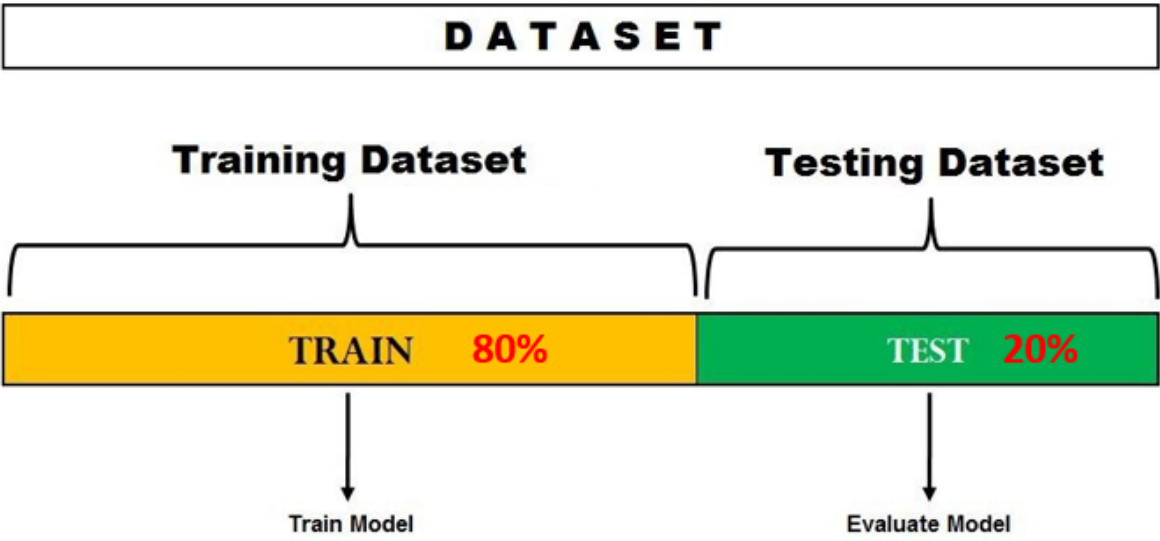 DATASET
Training Dataset
Testing Dataset
TRAIN 80%
TEST 20%
Train Model
Evaluate Model